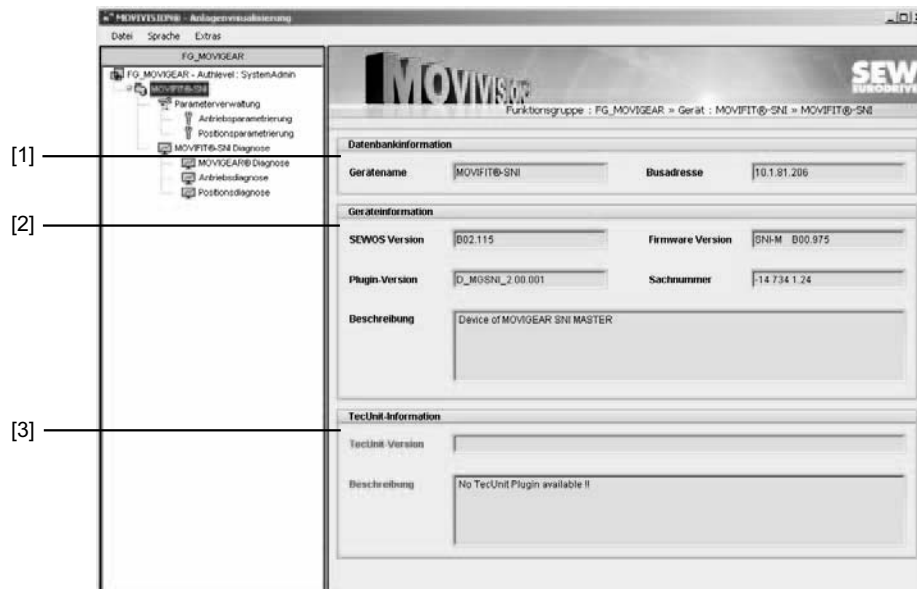 MOVIVISION® - Anlagenvisualisierung
Datei Sprache Extras
FG_MOVIGEAR
FG_MOVIGEAR - Authlevel : SystemAdmin
MOVIFIT®-SNI
Parameterverwaltung
Antriebsparametrierung
Positionsparametrierung
MOVIFIT®-SNI Diagnose
MOVIGEAR® Diagnose
Antriebsdiagnose
Positionsdiagnose
MOVIVISION®
SEW
EURODRIVE
Funktionsgruppe : FG_MOVIGEAR » Gerät : MOVIFIT®-SNI » MOVIFIT®-SNI
[1]
Datenbankinformation
Gerätename MOVIFIT®-SNI Busadresse 10.1.81.206
[2]
Geräteinformation
SEWOS Version B02.115 Firmware Version SNI-M B00.975
Plugin-Version D_MGSNI_2.00.001 Sachnummer -14 734 1.24
Beschreibung Device of MOVIGEAR SNI MASTER
[3]
TecUnit-Information
TecUnit-Version
Beschreibung No TecUnit Plugin available !!